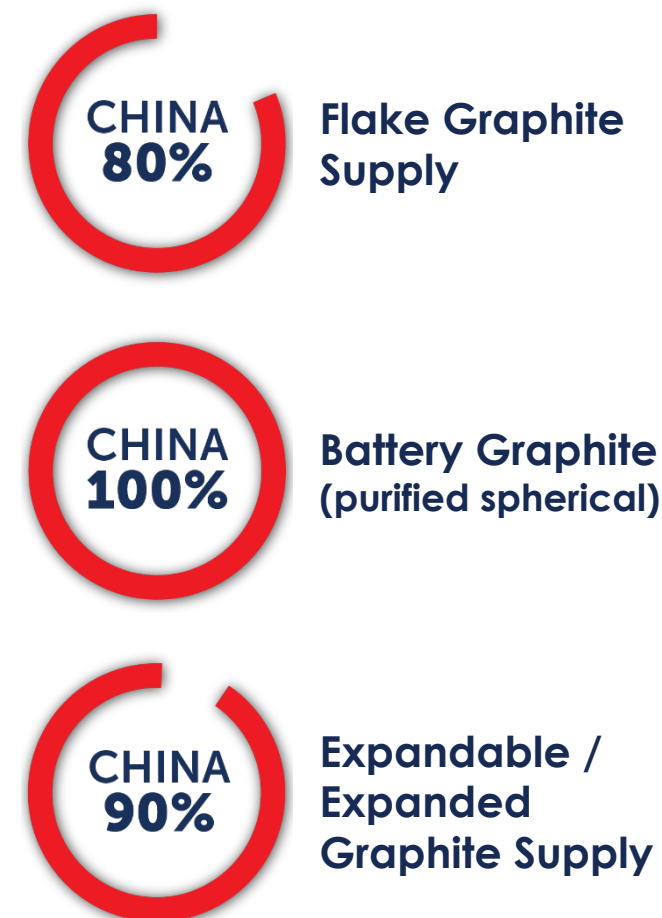 CHINA
80%
Flake Graphite
Supply
CHINA
100%
Battery Graphite
(purified spherical)
CHINA
90%
Expandable /
Expanded
Graphite Supply